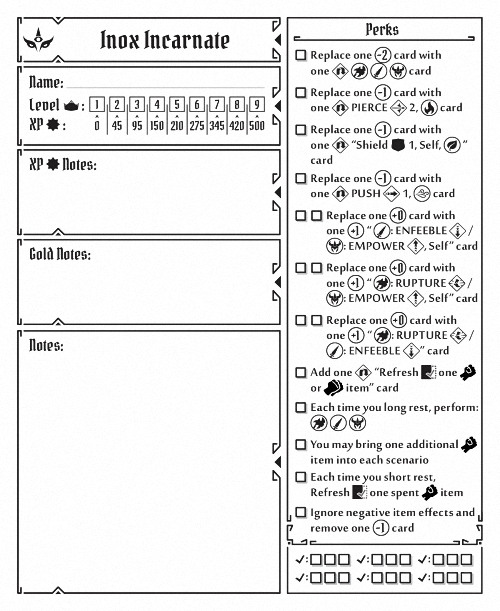 Inox Incarnate
Name:
Level : 1 2 3 4 5 6 7 8 9
XP : 0 45 95 150 210 275 345 420 500
XP Notes:
Gold Notes:
Notes:
Perks
Replace one -2 card with
one card
Replace one -1 card with
one PIERCE 2, card
Replace one -1 card with
one "Shield 1, Self, "
card
Replace one -1 card with
one PUSH 1, card
Replace one +0 card with
one +1 " : ENFEEBLE /
: EMPOWER , Self" card
Replace one +0 card with
one +1 " : RUPTURE /
: EMPOWER , Self" card
Replace one +0 card with
one +1 " : RUPTURE /
: ENFEEBLE " card
Add one "Refresh one
or item" card
Each time you long rest, perform:
You may bring one additional
item into each scenario
Each time you short rest,
Refresh one spent item
Ignore negative item effects and
remove one -1 card
✓: ✓: ✓:
✓: ✓: ✓: